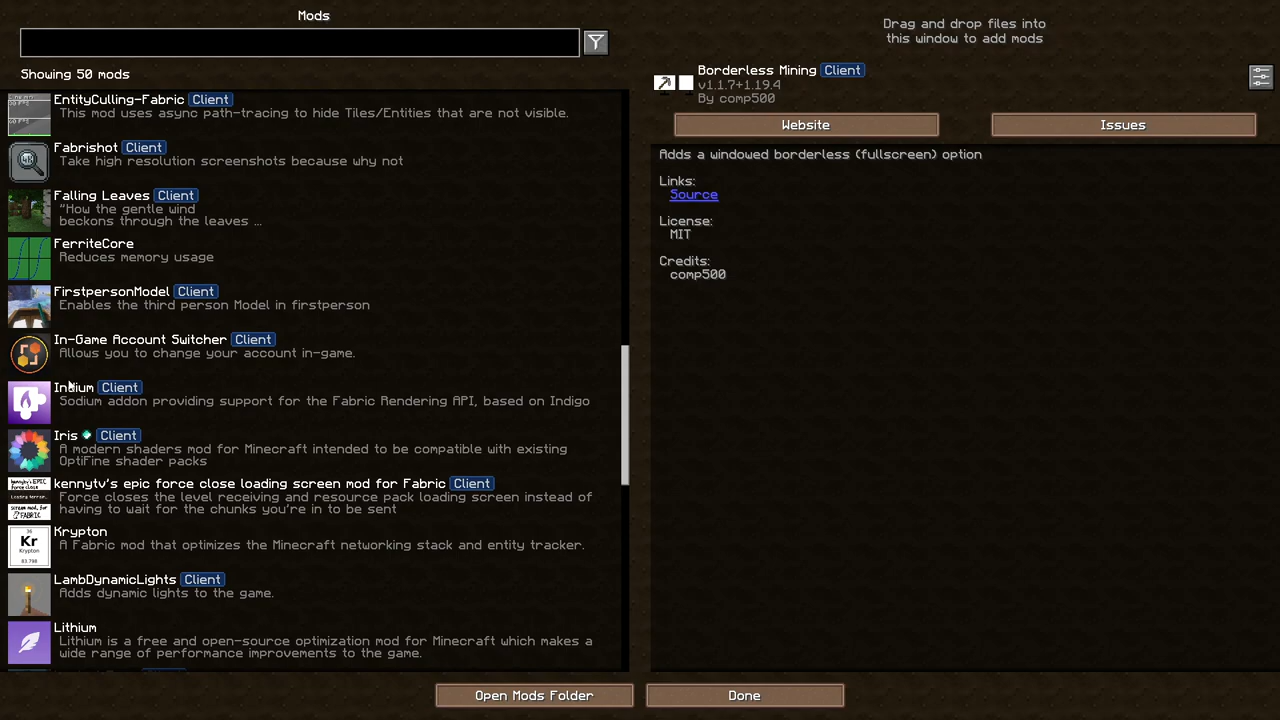 Mods
Showing 50 mods
EntityCulling-Fabric Client
This mod uses async path-tracing to hide Tiles/Entities that are not visible.
Fabrishot Client
Take high resolution screenshots because why not
Falling Leaves Client
"How the gentle wind
beckons through the leaves ...
FerriteCore
Reduces memory usage
FirstpersonModel Client
Enables the third person Model in firstperson
In-Game Account Switcher Client
Allows you to change your account in-game.
Indium Client
Sodium addon providing support for the Fabric Rendering API, based on Indigo
Iris Client
A modern shaders mod for Minecraft intended to be compatible with existing
OptiFine shader packs
kennytv's epic force close loading screen mod for Fabric Client
Force closes the level receiving and resource pack loading screen instead of
having to wait for the chunks you're in to be sent
Kr
Krypton
83.798
Krypton
A Fabric mod that optimizes the Minecraft networking stack and entity tracker.
LambDynamicLights Client
Adds dynamic lights to the game.
Lithium
Lithium is a free and open-source optimization mod for Minecraft which makes a
wide range of performance improvements to the game.
Open Mods Folder
Done
Drag and drop files into
this window to add mods
Borderless Mining Client
v1.1.7+1.19.4
By comp500
Website
Issues
Adds a windowed borderless (fullscreen) option
Links:
Source
License:
MIT
Credits:
comp500